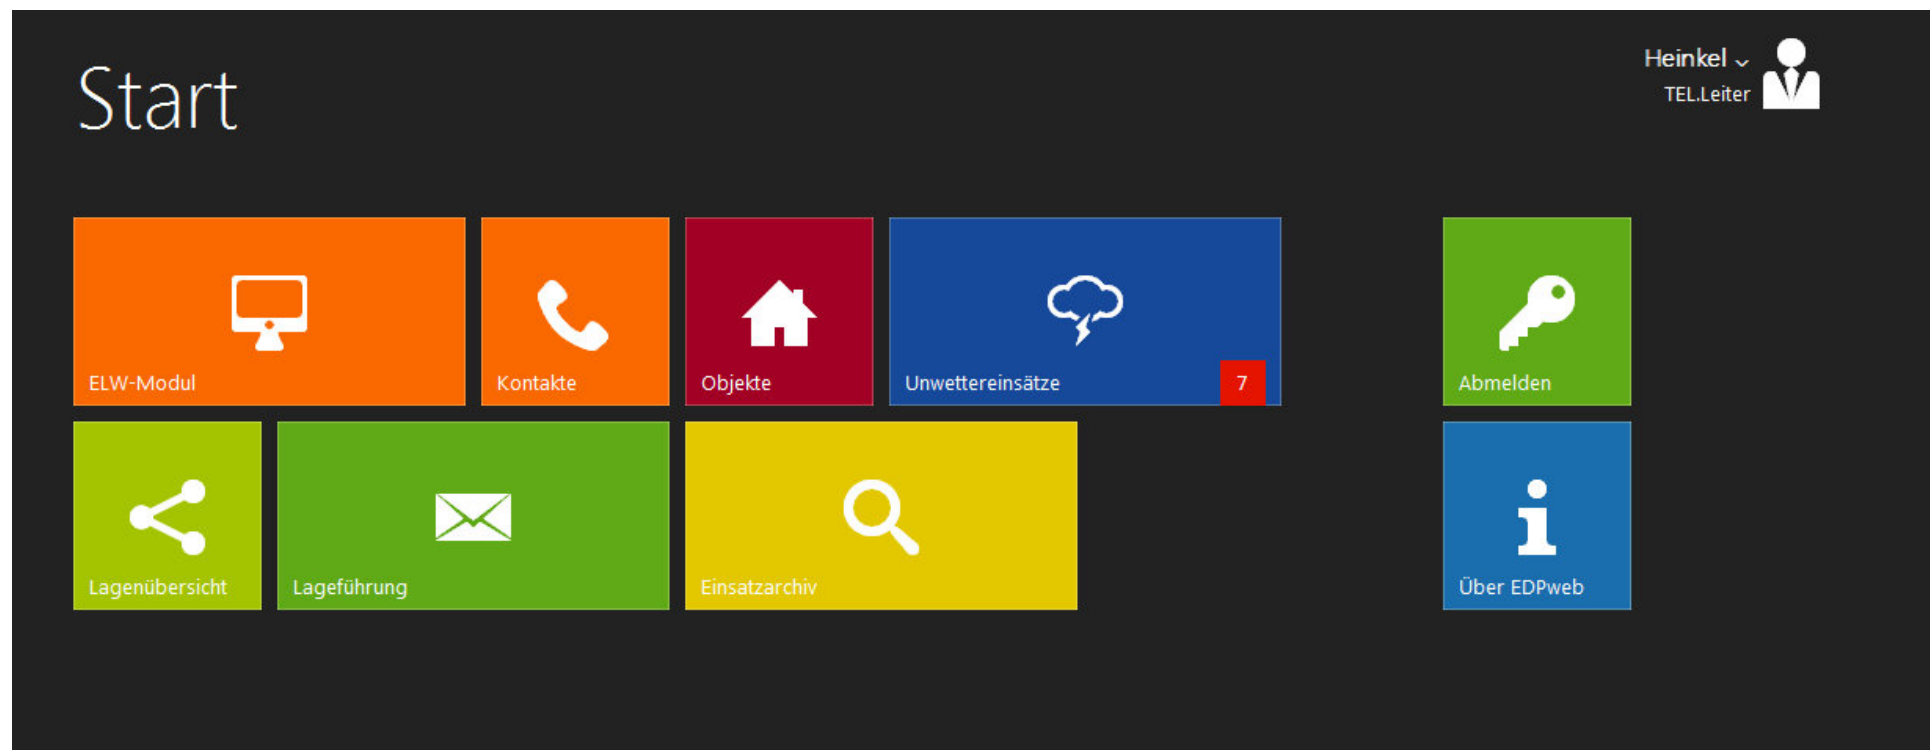 Start
Heinkel
TEL.Leiter
ELW-Modul
Kontakte
Objekte
Unwettereinsätze
7
Abmelden
Lagenübersicht
Lageführung
Einsatzarchiv
Über EDPweb